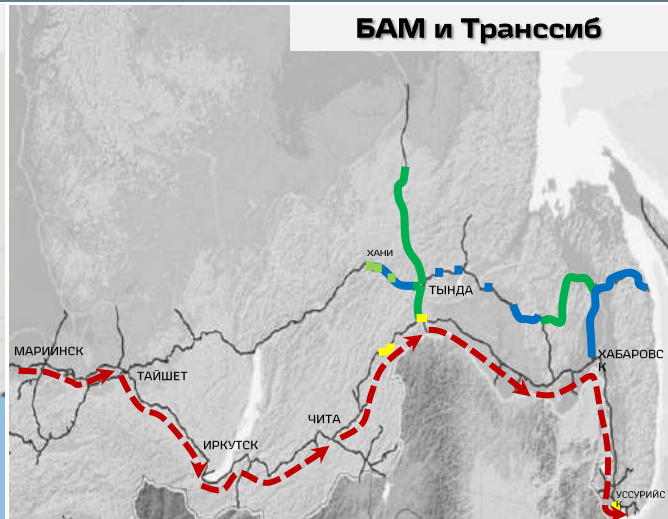 БАМ и Транссиб
ХАНИ
ТЫНДА
МАРИИНСК
ХАБАРОВС
К
ТАЙШЕТ
ЧИТА
ИРКУТСК
УССУРИЙС
К